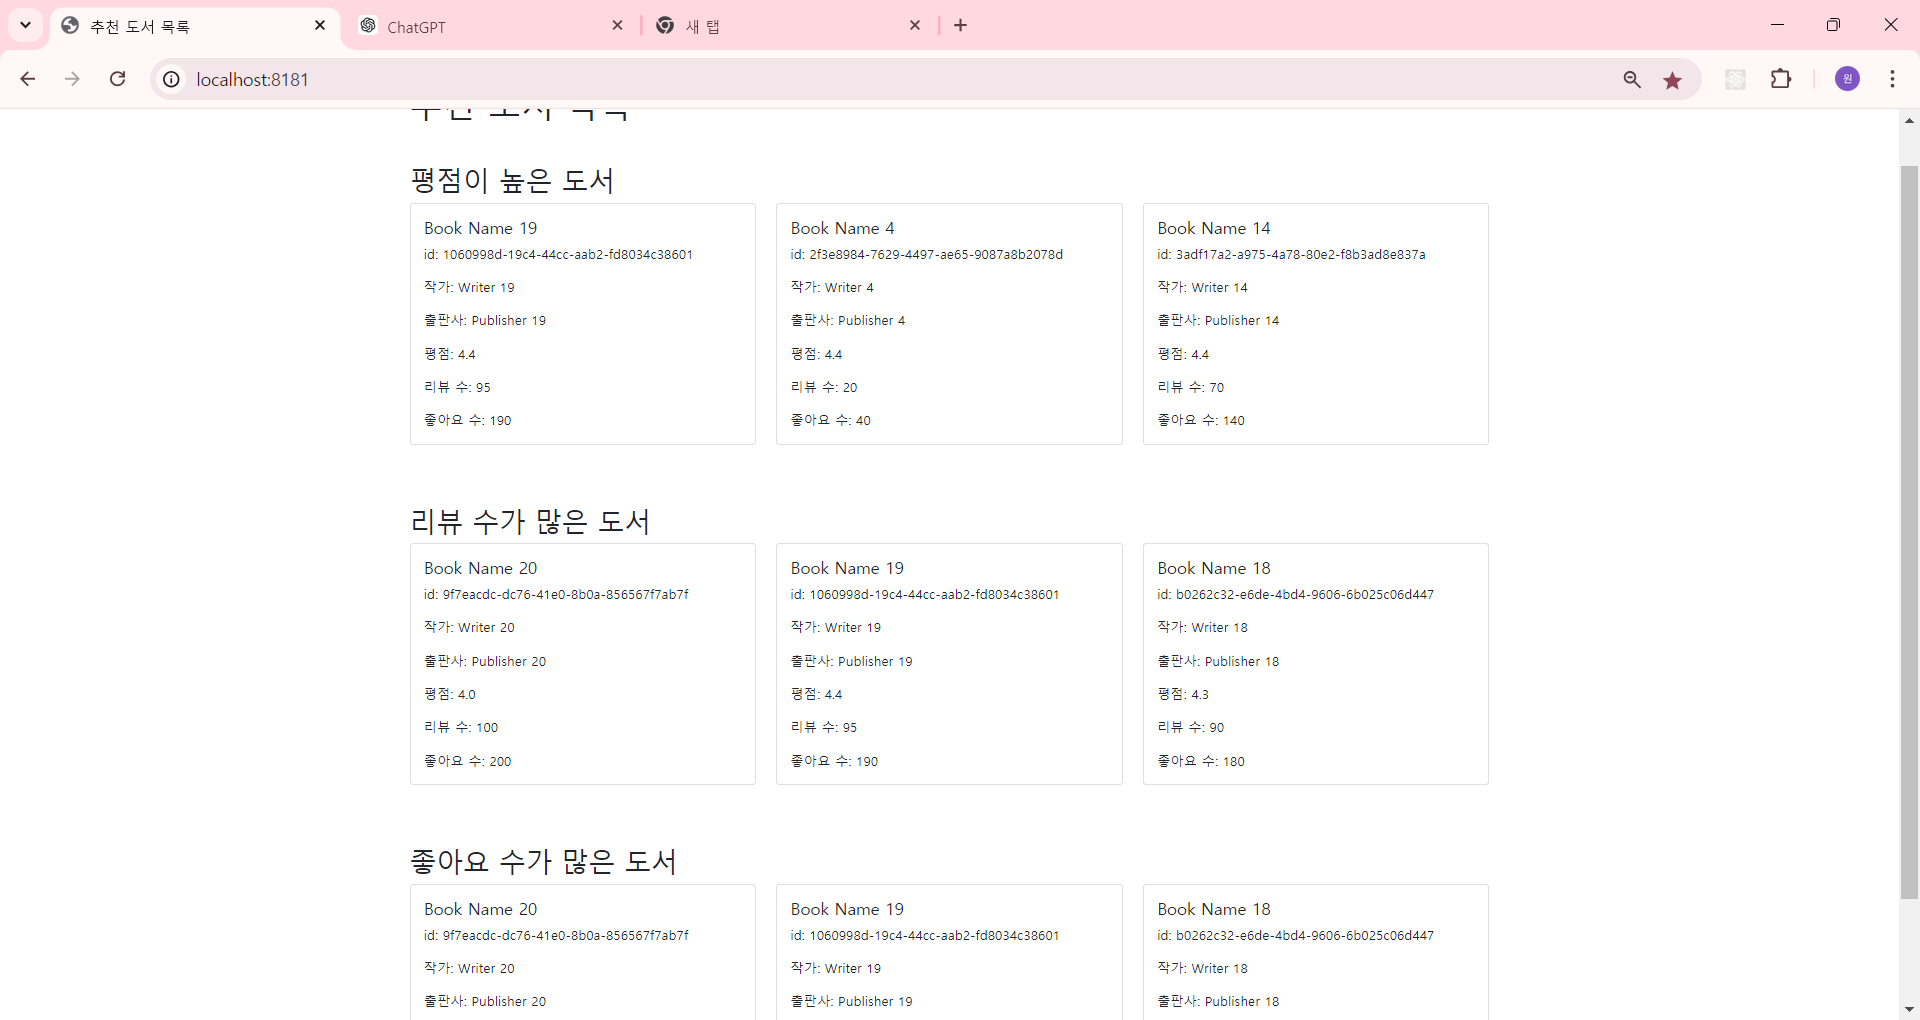 추천 도서 목록
ChatGPT
새 탭
localhost:8181
원
추천 도서 목록
평점이 높은 도서
Book Name 19
id: 1060998d-19c4-44cc-aab2-fd8034c38601
작가: Writer 19
출판사: Publisher 19
평점: 4.4
리뷰 수: 95
좋아요 수: 190
Book Name 4
id: 2f3e8984-7629-4497-ae65-9087a8b2078d
작가: Writer 4
출판사: Publisher 4
평점: 4.4
리뷰 수: 20
좋아요 수: 40
Book Name 14
id: 3adf17a2-a975-4a78-80e2-f8b3ad8e837a
작가: Writer 14
출판사: Publisher 14
평점: 4.4
리뷰 수: 70
좋아요 수: 140
리뷰 수가 많은 도서
Book Name 20
id: 9f7eacdc-dc76-41e0-8b0a-856567f7ab7f
작가: Writer 20
출판사: Publisher 20
평점: 4.0
리뷰 수: 100
좋아요 수: 200
Book Name 19
id: 1060998d-19c4-44cc-aab2-fd8034c38601
작가: Writer 19
출판사: Publisher 19
평점: 4.4
리뷰 수: 95
좋아요 수: 190
Book Name 18
id: b0262c32-e6de-4bd4-9606-6b025c06d447
작가: Writer 18
출판사: Publisher 18
평점: 4.3
리뷰 수: 90
좋아요 수: 180
좋아요 수가 많은 도서
Book Name 20
id: 9f7eacdc-dc76-41e0-8b0a-856567f7ab7f
작가: Writer 20
출판사: Publisher 20
Book Name 19
id: 1060998d-19c4-44cc-aab2-fd8034c38601
작가: Writer 19
출판사: Publisher 19
Book Name 18
id: b0262c32-e6de-4bd4-9606-6b025c06d447
작가: Writer 18
출판사: Publisher 18